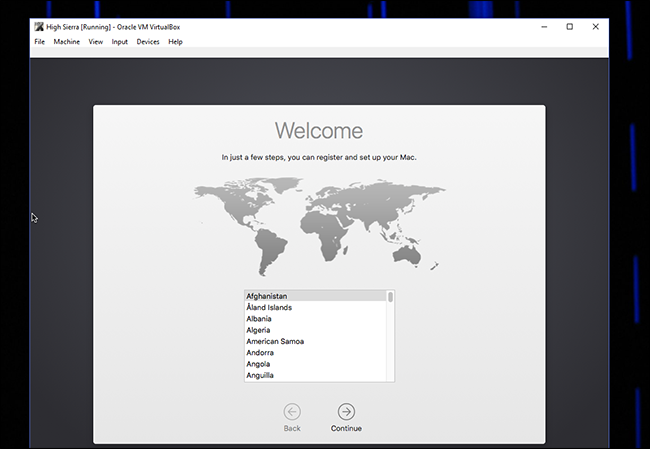 High Sierra [Running] - Oracle VM VirtualBox
File Machine View Input Devices Help
Welcome
In just a few steps, you can register and set up your Mac.
Afghanistan
Åland Islands
Albania
Algeria
American Samoa
Andorra
Angola
Anguilla
Back Continue